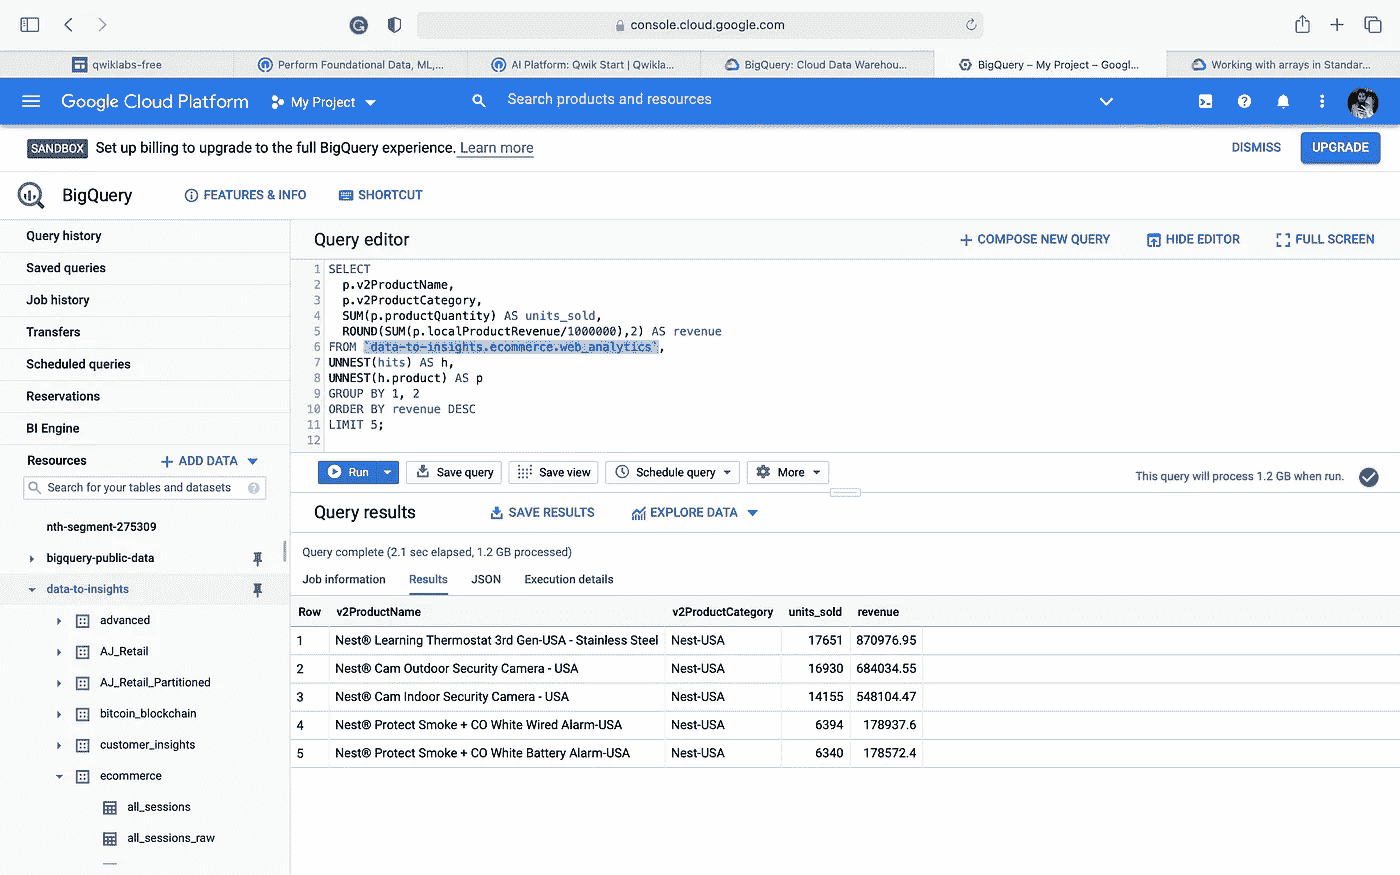 console.cloud.google.com
qwiklabs-free
Perform Foundational Data, ML,...
AI Platform: Qwik Start | Qwikla...
BigQuery: Cloud Data Warehou...
BigQuery – My Project – Googl...
Working with arrays in Standar...
Google Cloud Platform
My Project
Search products and resources
SANDBOX Set up billing to upgrade to the full BigQuery experience. Learn more
DISMISS
UPGRADE
BigQuery
FEATURES & INFO
SHORTCUT
Query history
Saved queries
Job history
Transfers
Scheduled queries
Reservations
BI Engine
Resources
ADD DATA
Search for your tables and datasets
nth-segment-275309
bigquery-public-data
data-to-insights
advanced
AJ_Retail
AJ_Retail_Partitioned
bitcoin_blockchain
customer_insights
ecommerce
all_sessions
all_sessions_raw
Query editor
COMPOSE NEW QUERY
HIDE EDITOR
FULL SCREEN
1 SELECT
2 p.v2ProductName,
3 p.v2ProductCategory,
4 SUM(p.productQuantity) AS units_sold,
5 ROUND(SUM(p.localProductRevenue/1000000),2) AS revenue
6 FROM `data-to-insights.ecommerce.web_analytics`,
7 UNNEST(hits) AS h,
8 UNNEST(h.product) AS p
9 GROUP BY 1, 2
10 ORDER BY revenue DESC
11 LIMIT 5;
12
Run
Save query
Save view
Schedule query
More
This query will process 1.2 GB when run.
Query results
SAVE RESULTS
EXPLORE DATA
Query complete (2.1 sec elapsed, 1.2 GB processed)
Job information
Results
JSON
Execution details
Row v2ProductName v2ProductCategory units_sold revenue
1 Nest® Learning Thermostat 3rd Gen-USA - Stainless Steel Nest-USA 17651 870976.95
2 Nest® Cam Outdoor Security Camera - USA Nest-USA 16930 684034.55
3 Nest® Cam Indoor Security Camera - USA Nest-USA 14155 548104.47
4 Nest® Protect Smoke + CO White Wired Alarm-USA Nest-USA 6394 178937.6
5 Nest® Protect Smoke + CO White Battery Alarm-USA Nest-USA 6340 178572.4